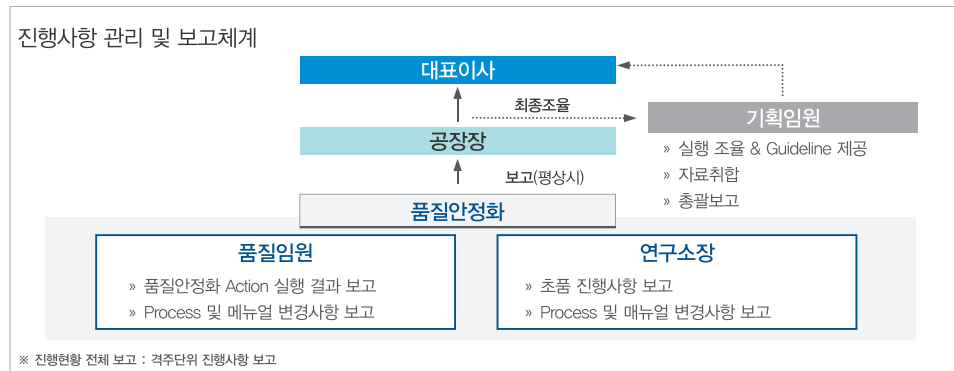 진행사항 관리 및 보고체계
대표이사
최종조율
기획임원
» 실행 조율 & Guideline 제공
» 자료취합
» 총괄보고
공장장
보고(평상시)
품질안정화
품질임원
» 품질안정화 Action 실행 결과 보고
» Process 및 메뉴얼 변경사항 보고
연구소장
» 초품 진행사항 보고
» Process 및 메뉴얼 변경사항 보고
※ 진행현황 전체 보고 : 격주단위 진행사항 보고